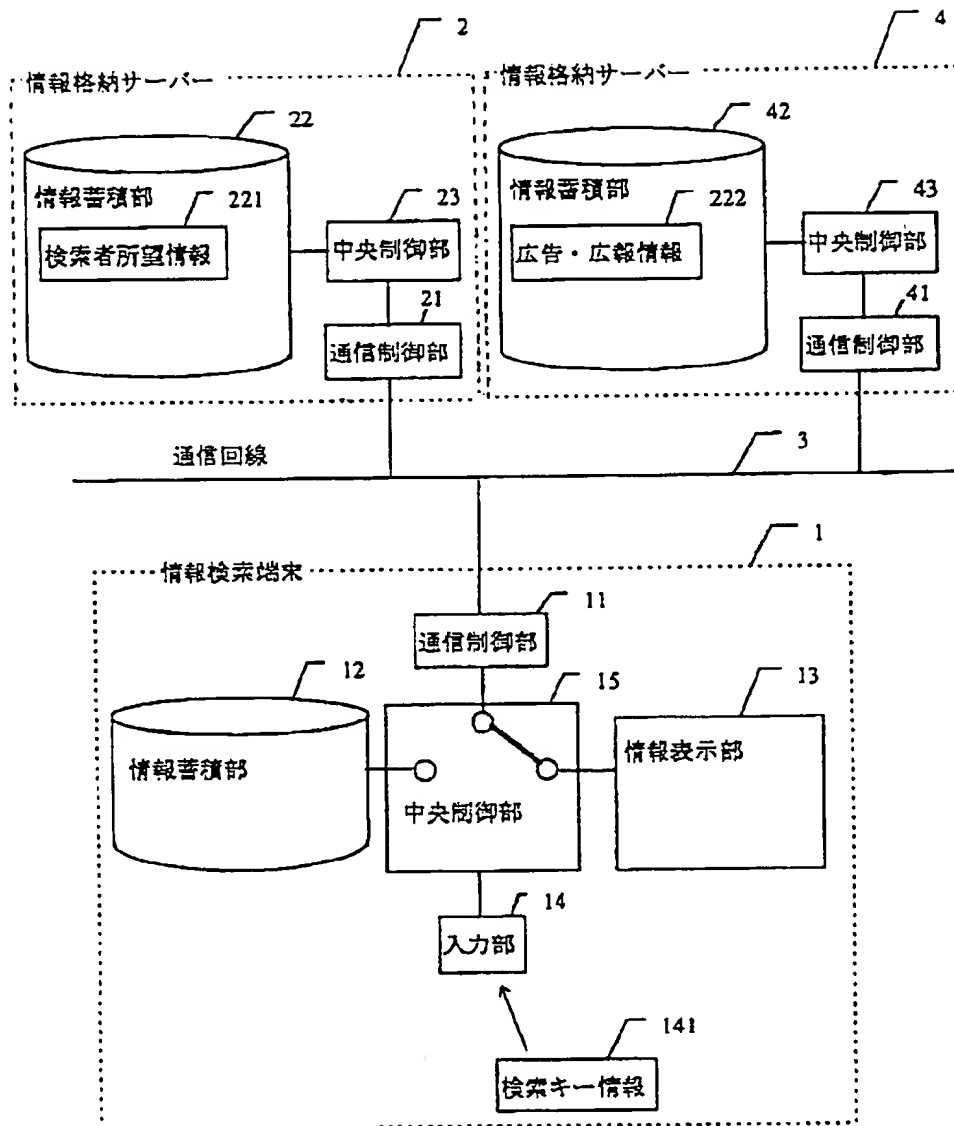 2
4
情報格納サーバー
情報格納サーバー
22
42
情報蓄積部
221
23
情報蓄積部
222
43
検索者所望情報
中央制御部
広告・広報情報
中央制御部
21
41
通信制御部
通信制御部
通信回線
3
1
情報検索端末
11
通信制御部
12
15
13
情報蓄積部
情報表示部
中央制御部
14
入力部
141
検索キー情報